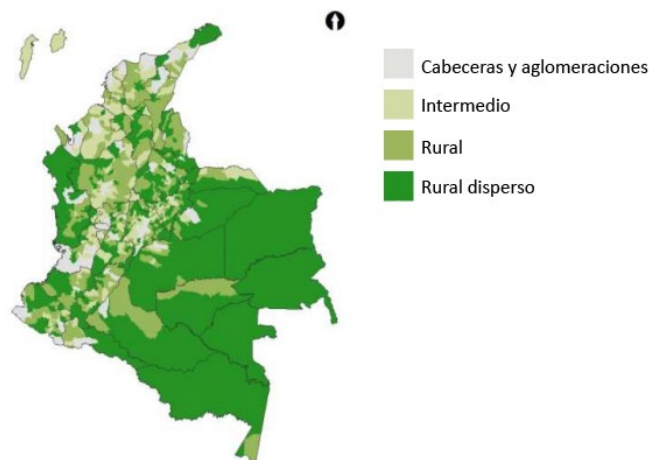 Cabeceras y aglomeraciones
Intermedio
Rural
Rural disperso